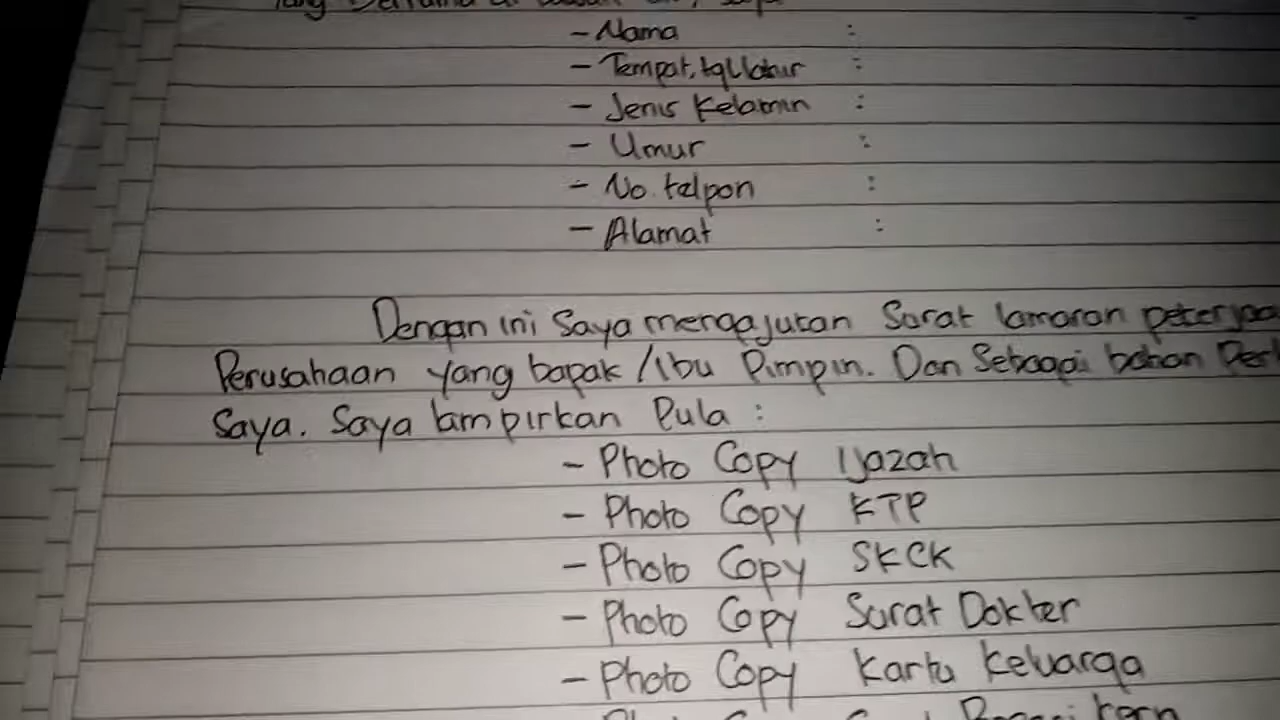 - Nama :
- Tempat, tgl lahir :
- Jenis Kelamin :
- Umur :
- No. telpon :
- Alamat :
Dengan ini Saya mengajukan Surat lamaran
Perusahaan yang bapak / ibu Pimpin. Dan Sebagai bahan
Saya. Saya lampirkan Pula :
- Photo Copy Ijazah
- Photo Copy KTP
- Photo Copy SKCK
- Photo Copy Surat Dokter
- Photo Copy Kartu Keluarga